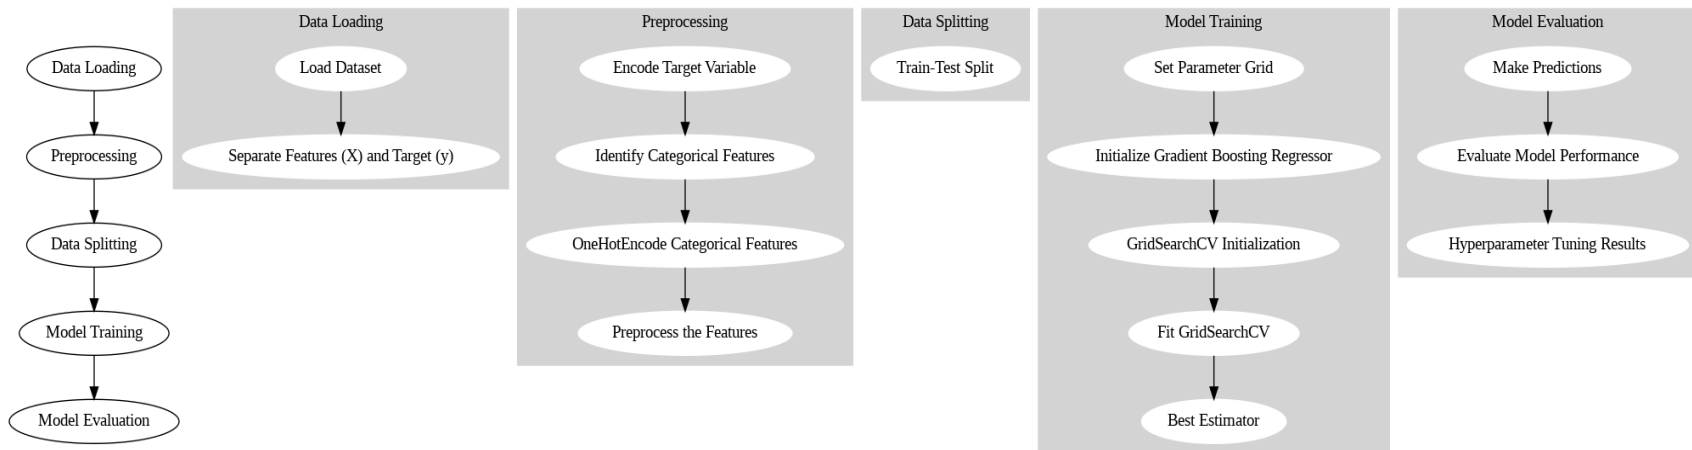 Data Loading
Preprocessing
Data Splitting
Model Training
Model Evaluation
Data Loading
Load Dataset
Separate Features (X) and Target (y)
Preprocessing
Encode Target Variable
Identify Categorical Features
OneHotEncode Categorical Features
Preprocess the Features
Data Splitting
Train-Test Split
Model Training
Set Parameter Grid
Initialize Gradient Boosting Regressor
GridSearchCV Initialization
Fit GridSearchCV
Best Estimator
Model Evaluation
Make Predictions
Evaluate Model Performance
Hyperparameter Tuning Results